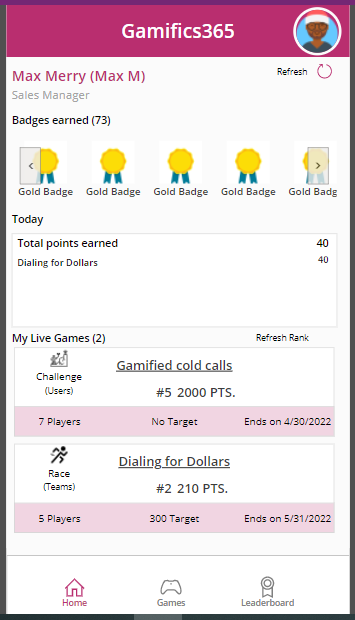 Gamifics365
Max Merry (Max M)
Refresh
Sales Manager
Badges earned (73)
Gold Badge Gold Badge Gold Badge Gold Badge Gold Badg
Today
Total points earned 40
Dialing for Dollars 40
My Live Games (2) Refresh Rank
Gamified cold calls
Challenge
(Users)
#5 2000 PTS.
7 Players No Target Ends on 4/30/2022
Dialing for Dollars
Race
(Teams)
#2 210 PTS.
5 Players 300 Target Ends on 5/31/2022
Home Games Leaderboard